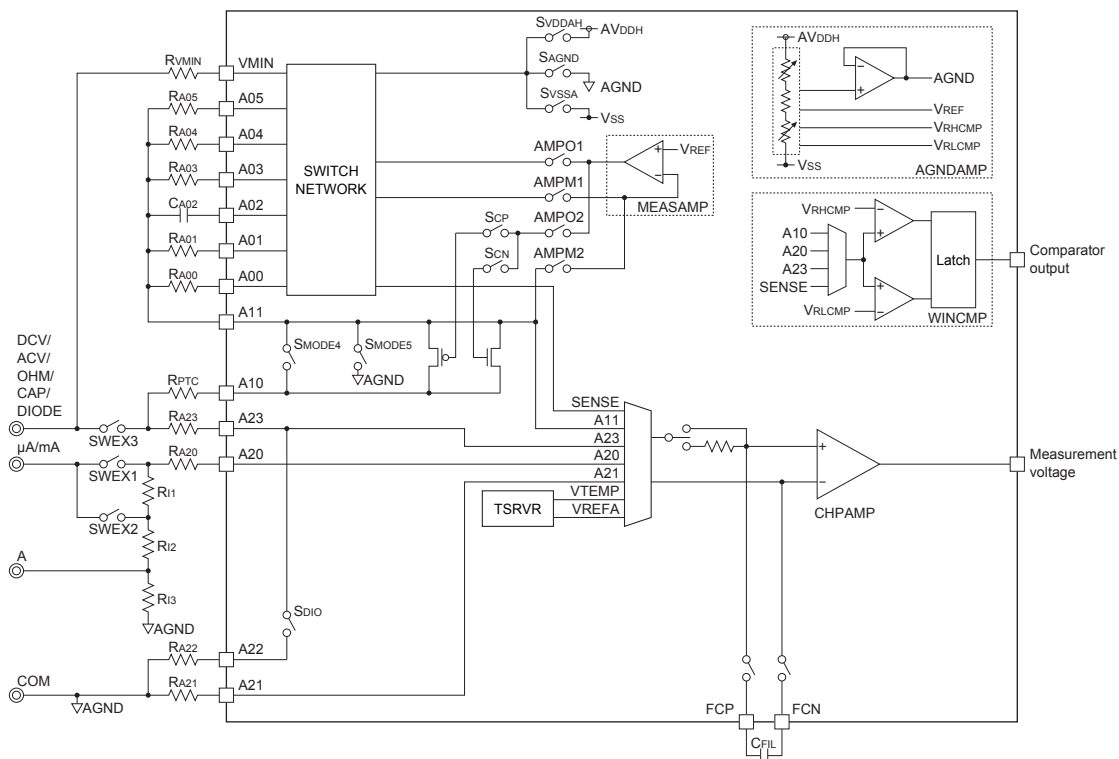 SVDDAH
AVDDH
SAGND
AGND
SVSSA
VSS
RVMIN
VMIN
RA05
A05
RA04
A04
RA03
A03
CA02
A02
RA01
A01
RA00
A00
A11
SWITCH
NETWORK
AMPO1
VREF
AMPM1
MEASAMP
SCP
AMPO2
SCN
AMPM2
AVDDH
AGND
VREF
VRHCMP
VRLCMP
VSS
AGNDAMP
VRHCMP
A10
A20
A23
SENSE
VRLCMP
Latch
WINCMP
Comparator
output
DCV/
ACV/
OHM/
CAP/
DIODE
SMODE4
SMODE5
AGND
RPTC
A10
RA23
A23
SWEX3
µA/mA
SWEX1
RA20
A20
RI1
SWEX2
RI2
A
RI3
AGND
SENSE
A11
A23
A20
A21
VTEMP
VREFA
TSRVR
CHPAMP
Measurement
voltage
SDIO
RA22
A22
COM
AGND
RA21
A21
FCP
FCN
CFIL